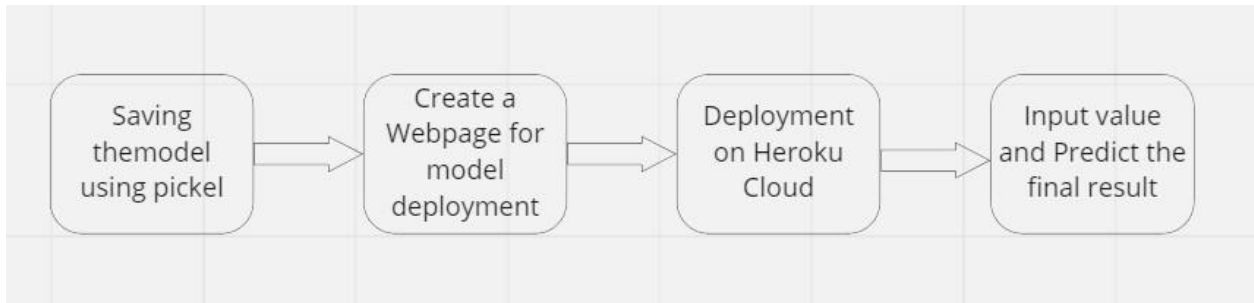 Saving
themodel
using pickel
Create a
Webpage for
model
deployment
Deployment
on Heroku
Cloud
Input value
and Predict the
final result